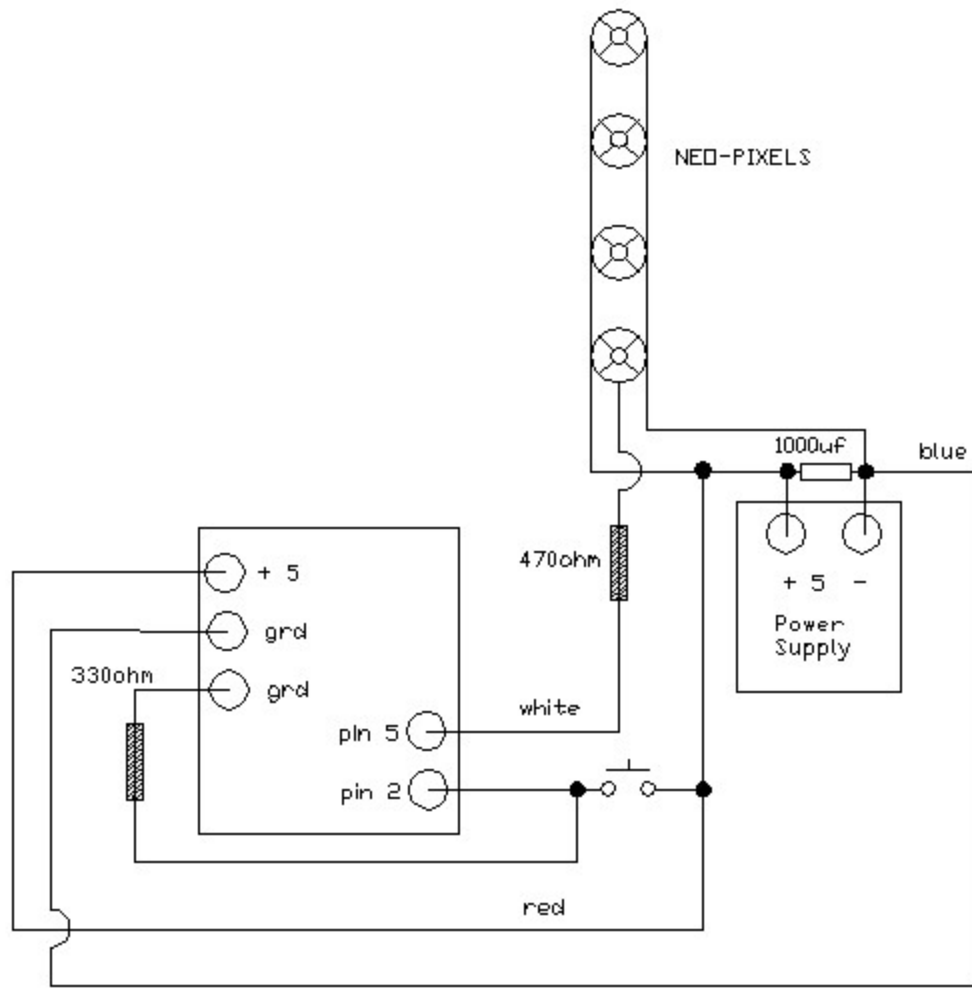 NEO-PIXELS
1000uf
blue
470ohm
+ 5 -
Power
Supply
+ 5
grd
330ohm
grd
white
pin 5
pin 2
red